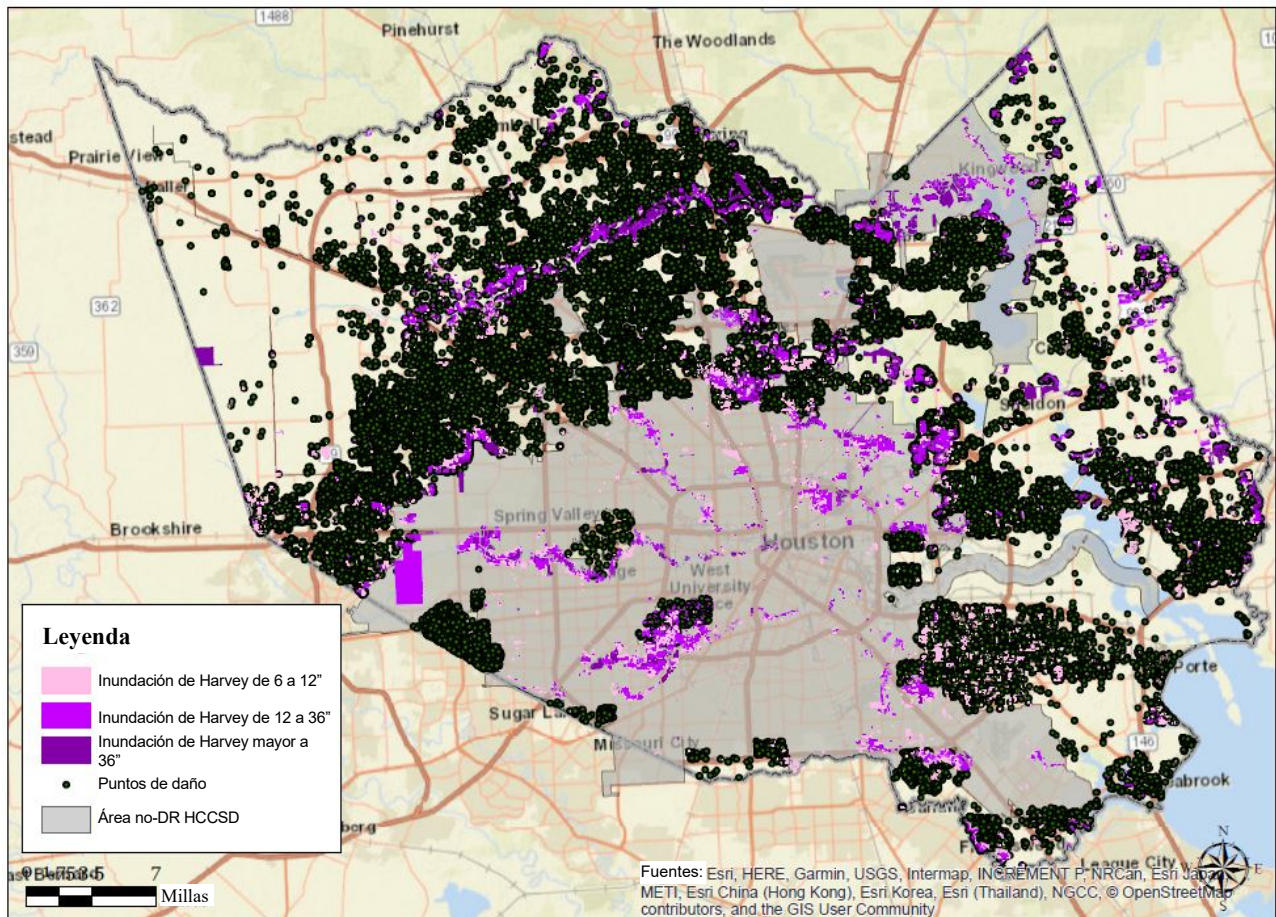 1488
Pinehurst
The Woodlands
Prairie View
Kingwood
362
359
Sheldon
Brookshire
Spring Valley
Houston
West
University
Sugar La
Missouri City
Porte
146
League City
Leyenda
Inundación de Harvey de 6 a 12”
Inundación de Harvey de 12 a 36”
Inundación de Harvey mayor a
36”
Puntos de daño
Área no-DR HCCSD
7
Millas
N
S
Fuentes: Esri, HERE, Garmin, USGS, Intermap, INCREMENT P, NRCan, Esri Japan,
METI, Esri China (Hong Kong), Esri Korea, Esri (Thailand), NGCC, © OpenStreetMap
contributors, and the GIS User Community